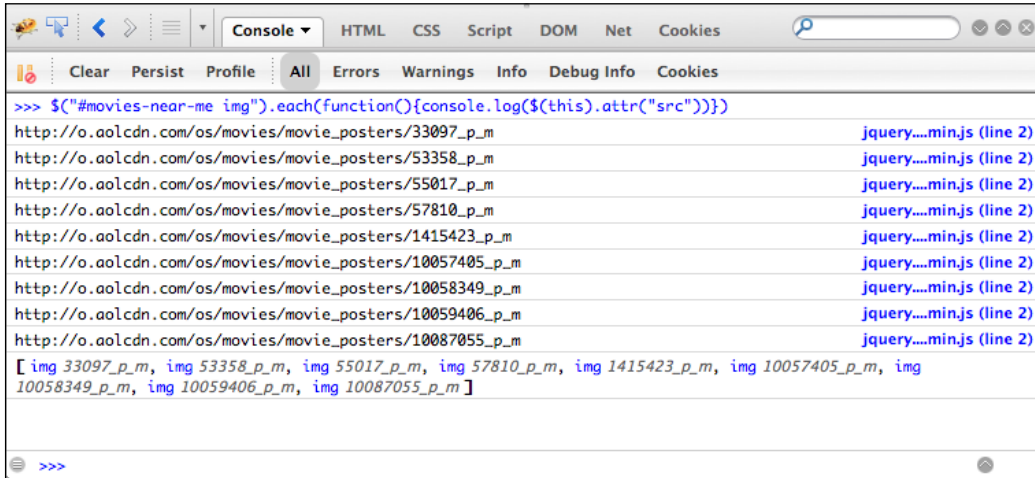 Console ▾ HTML CSS Script DOM Net Cookies
Clear Persist Profile All Errors Warnings Info Debug Info Cookies
>>> $("#movies-near-me img").each(function(){console.log($(this).attr("src"))})
http://o.aolcdn.com/os/movies/movie_posters/33097_p_m jquery....min.js (line 2)
http://o.aolcdn.com/os/movies/movie_posters/53358_p_m jquery....min.js (line 2)
http://o.aolcdn.com/os/movies/movie_posters/55017_p_m jquery....min.js (line 2)
http://o.aolcdn.com/os/movies/movie_posters/57810_p_m jquery....min.js (line 2)
http://o.aolcdn.com/os/movies/movie_posters/1415423_p_m jquery....min.js (line 2)
http://o.aolcdn.com/os/movies/movie_posters/10057405_p_m jquery....min.js (line 2)
http://o.aolcdn.com/os/movies/movie_posters/10058349_p_m jquery....min.js (line 2)
http://o.aolcdn.com/os/movies/movie_posters/10059406_p_m jquery....min.js (line 2)
http://o.aolcdn.com/os/movies/movie_posters/10087055_p_m jquery....min.js (line 2)
[ img 33097_p_m, img 53358_p_m, img 55017_p_m, img 57810_p_m, img 1415423_p_m, img 10057405_p_m, img
10058349_p_m, img 10059406_p_m, img 10087055_p_m ]
>>>